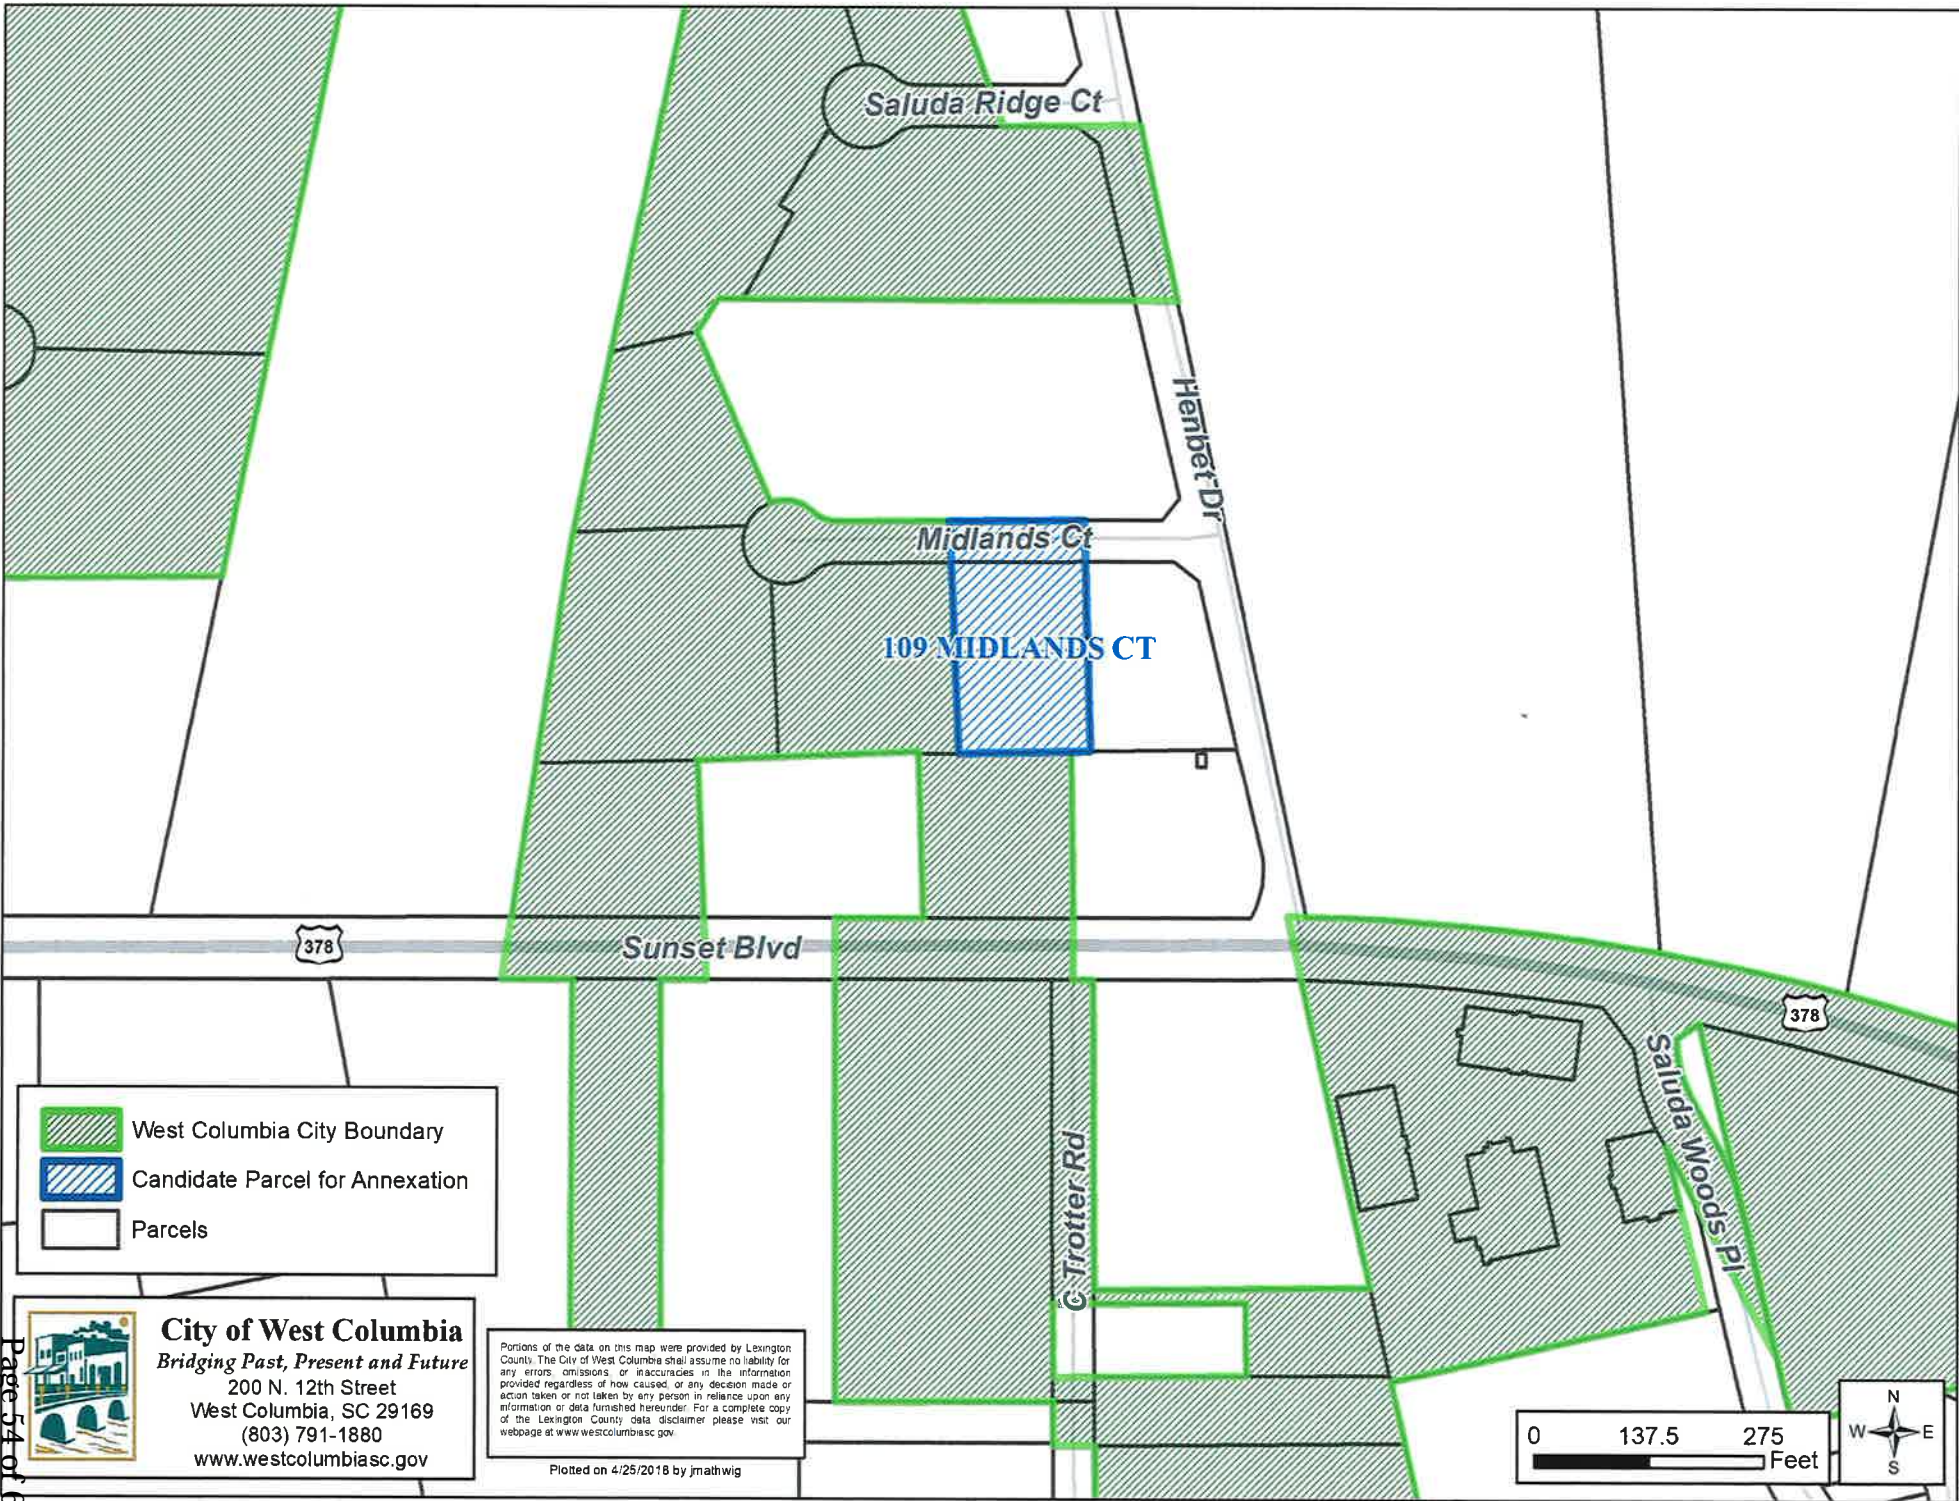 Saluda Ridge Ct
Henbet Dr
Midlands Ct
109 MIDLANDS CT
378
Sunset Blvd
378
Saluda Woods Pl
C Trotter Rd
West Columbia City Boundary
Candidate Parcel for Annexation
Parcels
City of West Columbia
Bridging Past, Present and Future
200 N. 12th Street
West Columbia, SC 29169
(803) 791-1880
www.westcolumbiasc.gov
Portions of the data on this map were provided by Lexington
County. The City of West Columbia shall assume no liability for
any errors, omissions, or inaccuracies in the information
provided regardless of how caused, or any decision made or
action taken or not taken by any person in reliance upon any
information or data furnished hereunder. For a complete copy
of the Lexington County data disclaimer please visit our
webpage at www.westcolumbiasc.gov.
Plotted on 4/25/2018 by jmathwig
0 137.5 275
Feet
N
W E
S
Page 54 of